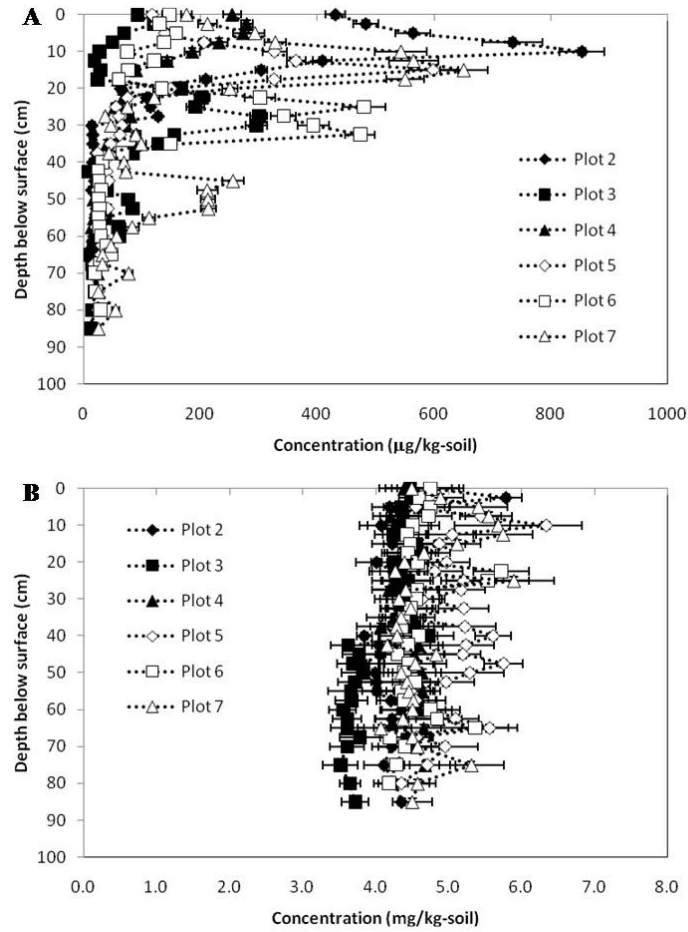 A
0
10
20
30
40
50
60
70
80
90
100
Depth below surface (cm)
Plot 2
Plot 3
Plot 4
Plot 5
Plot 6
Plot 7
0
200
400
600
800
1000
Concentration (µg/kg-soil)
B
0
10
20
30
40
50
60
70
80
90
100
Depth below surface (cm)
Plot 2
Plot 3
Plot 4
Plot 5
Plot 6
Plot 7
0.0
1.0
2.0
3.0
4.0
5.0
6.0
7.0
8.0
Concentration (mg/kg-soil)